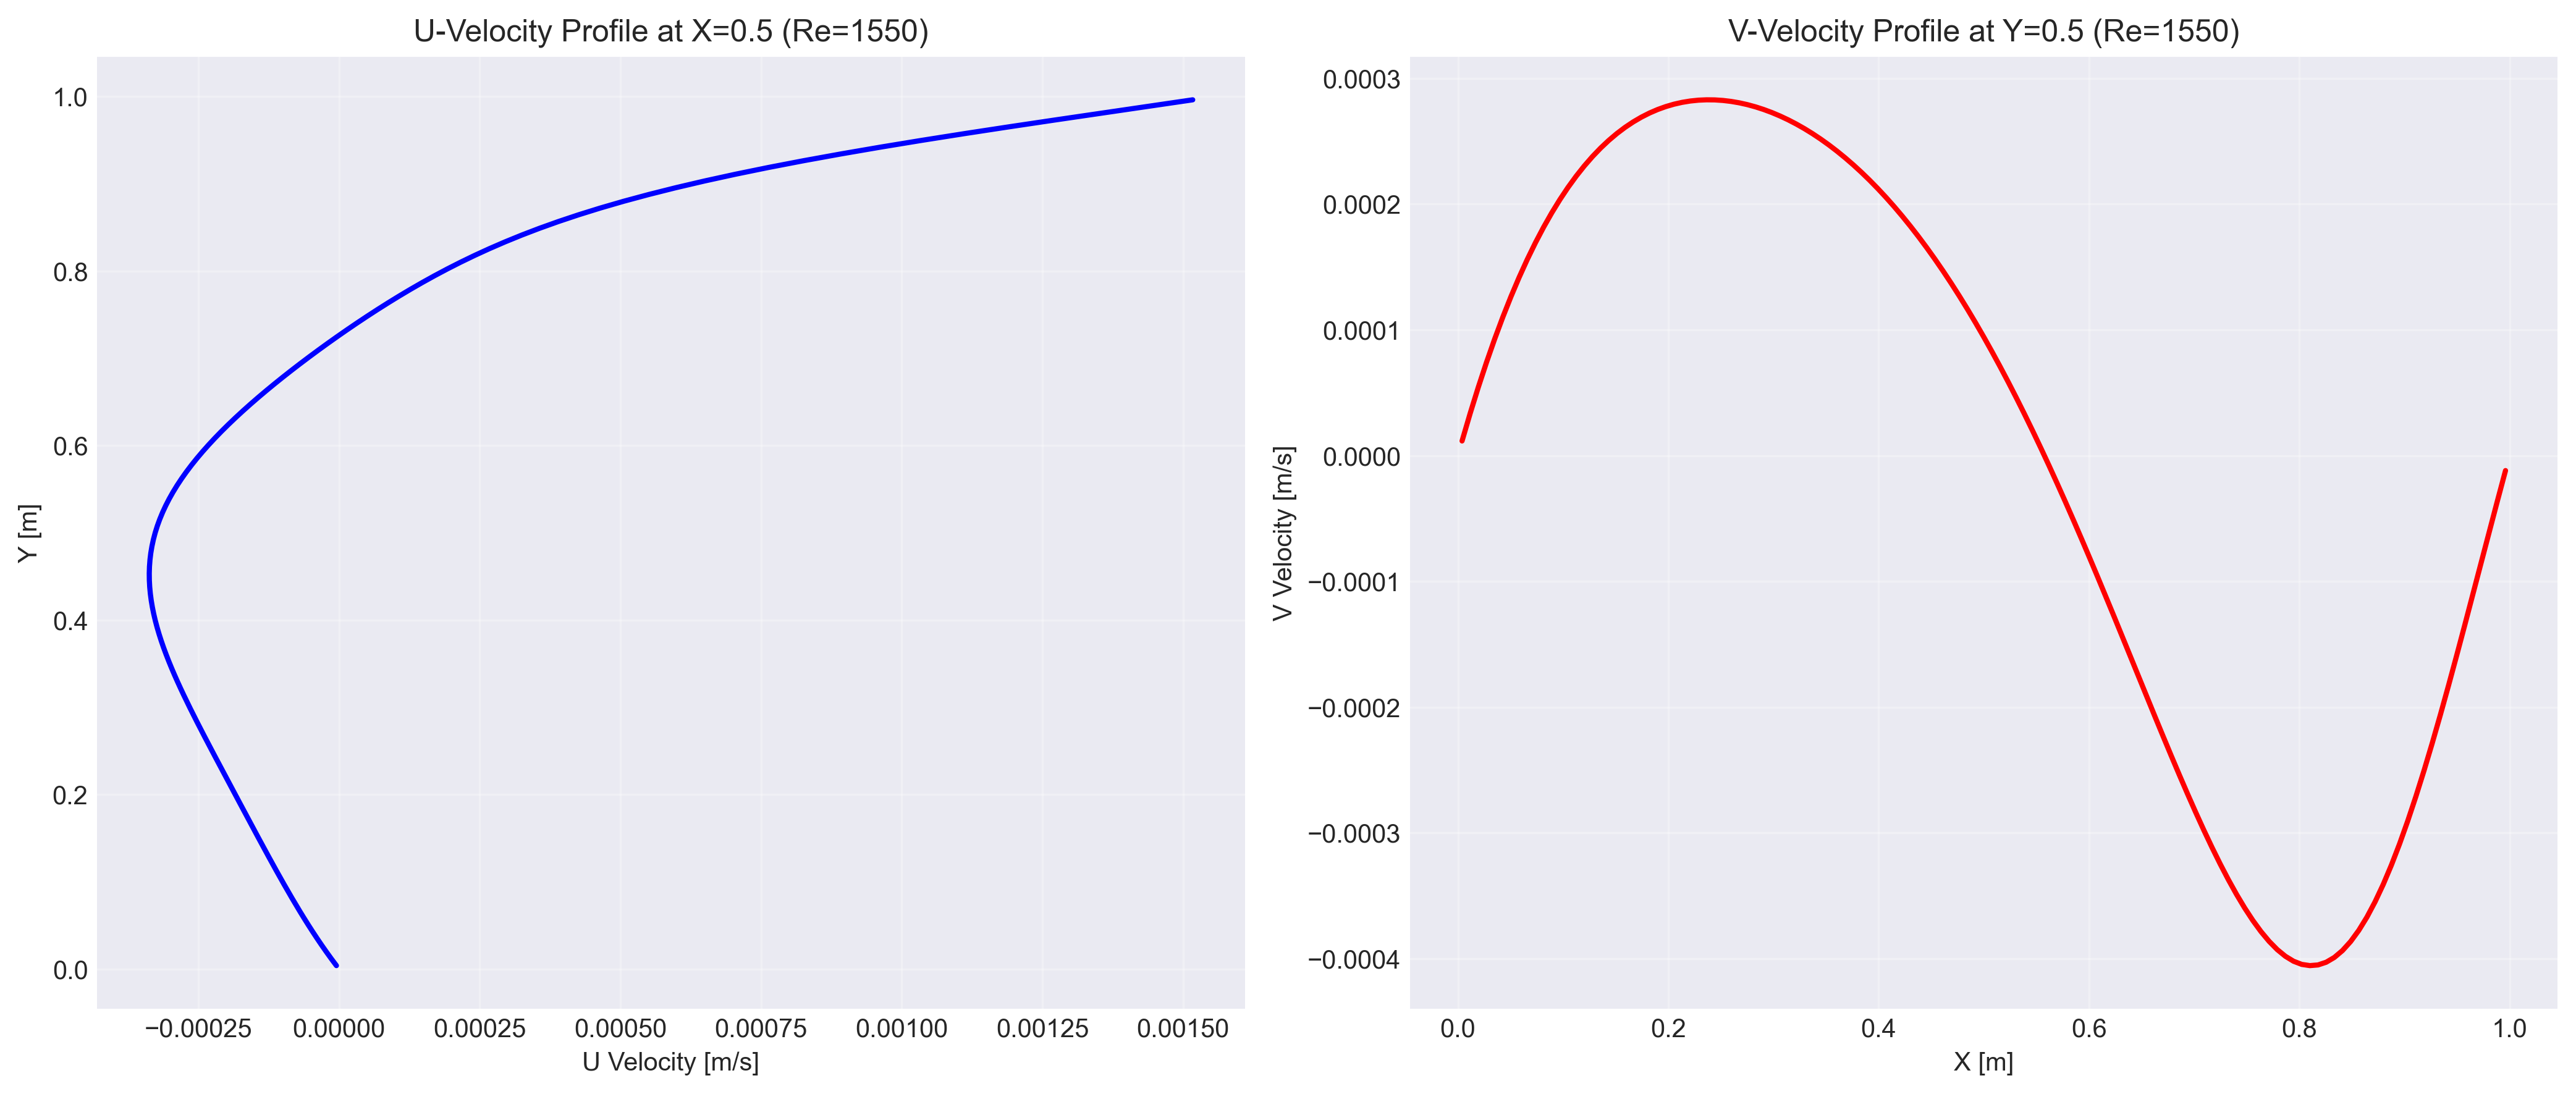 U-Velocity Profile at X=0.5 (Re=1550)
1.0
0.8
0.6
0.4
0.2
0.0
Y [m]
−0.00025 0.00000 0.00025 0.00050 0.00075 0.00100 0.00125 0.00150
U Velocity [m/s]
V-Velocity Profile at Y=0.5 (Re=1550)
0.0003
0.0002
0.0001
0.0000
−0.0001
−0.0002
−0.0003
−0.0004
V Velocity [m/s]
0.0 0.2 0.4 0.6 0.8 1.0
X [m]